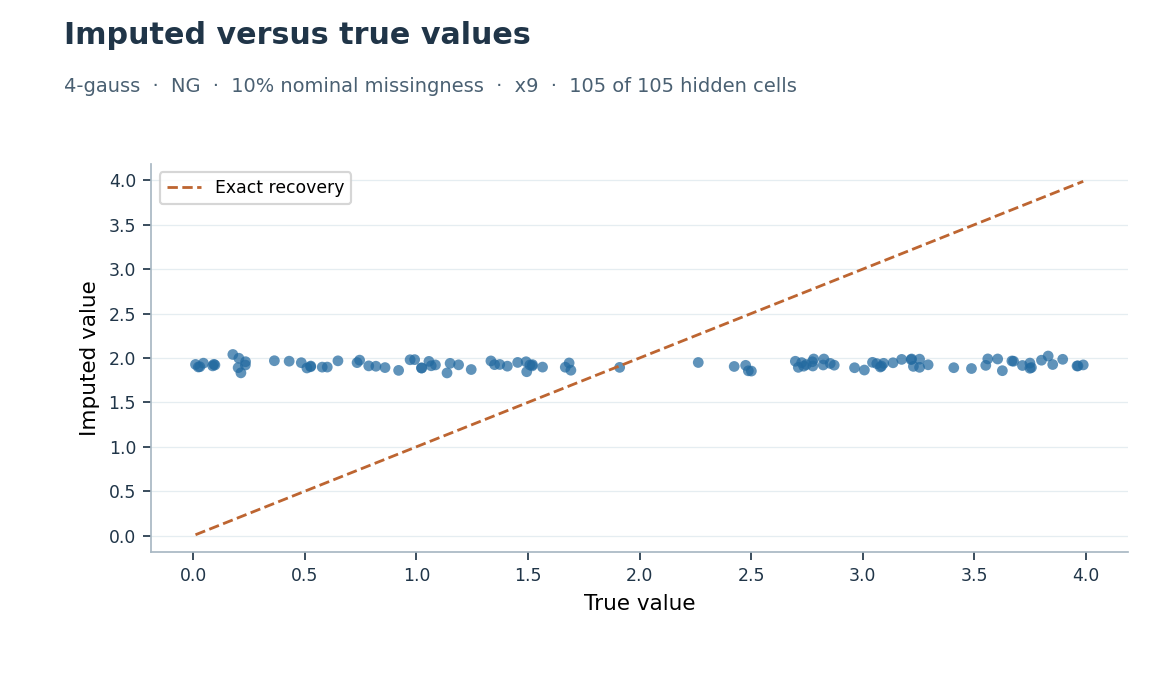 Imputed versus true values
4-gauss · NG · 10% nominal missingness · x9 · 105 of 105 hidden cells
Exact recovery
4.0
3.5
3.0
2.5
2.0
1.5
1.0
0.5
0.0
Imputed value
0.0 0.5 1.0 1.5 2.0 2.5 3.0 3.5 4.0
True value